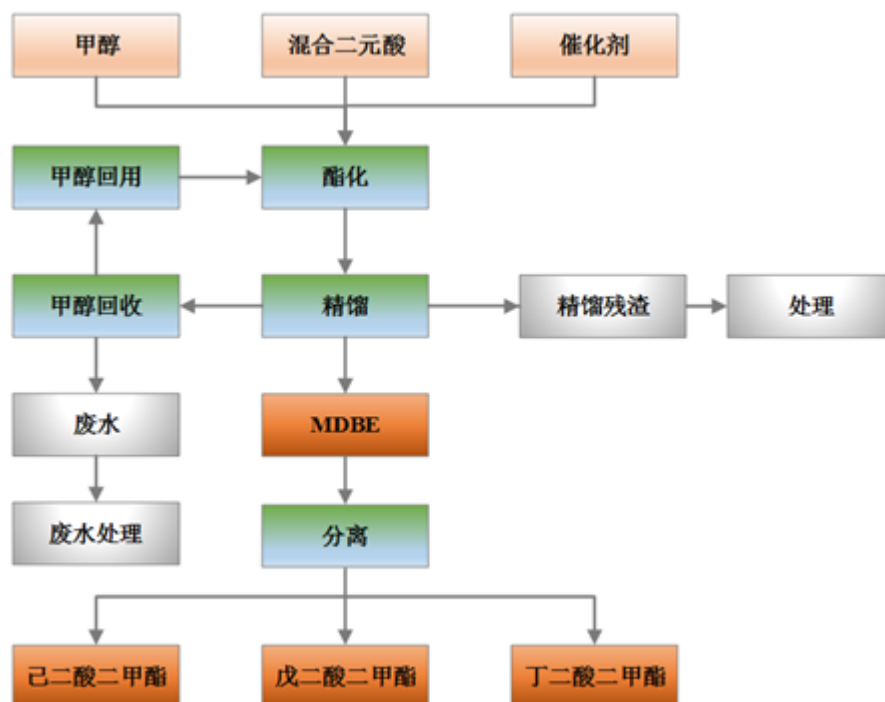 甲醇
混合二元酸
催化剂
甲醇回用
酯化
甲醇回收
精馏
精馏残渣
处理
废水
MDBE
废水处理
分离
己二酸二甲酯
戊二酸二甲酯
丁二酸二甲酯